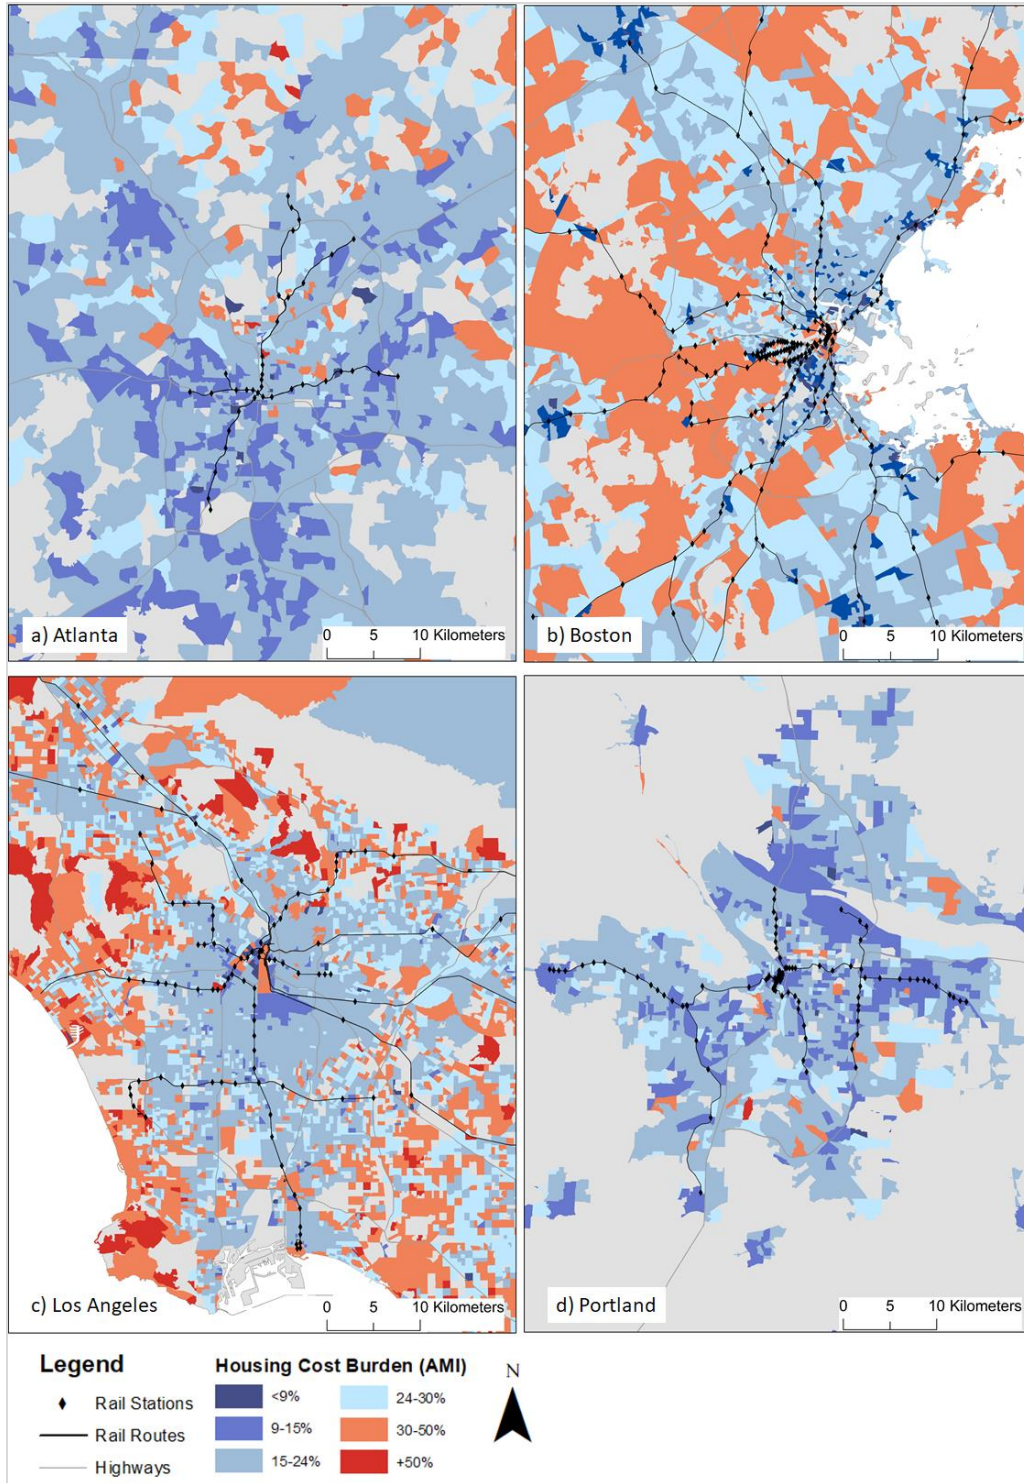 a) Atlanta
0 5 10 Kilometers
b) Boston
0 5 10 Kilometers
c) Los Angeles
0 5 10 Kilometers
d) Portland
0 5 10 Kilometers
Legend
Rail Stations
Rail Routes
Highways
Housing Cost Burden (AMI)
<9%
24-30%
9-15%
30-50%
15-24%
+50%
N